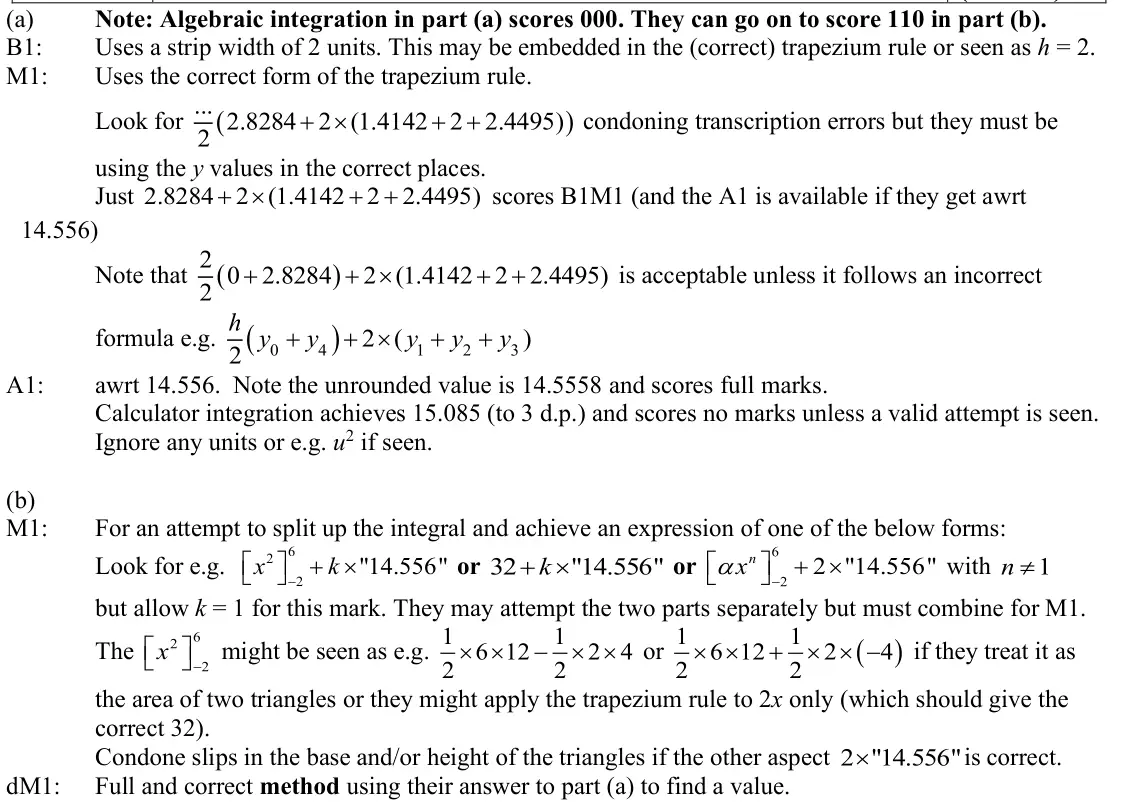 (a) Note: Algebraic integration in part (a) scores 000. They can go on to score 110 in part (b).
B1: Uses a strip width of 2 units. This may be embedded in the (correct) trapezium rule or seen as h = 2.
M1: Uses the correct form of the trapezium rule.
Look for .../2 (2.8284 + 2×(1.4142 + 2 + 2.4495)) condoning transcription errors but they must be
using the y values in the correct places.
Just 2.8284 + 2×(1.4142 + 2 + 2.4495) scores B1M1 (and the A1 is available if they get awrt
14.556)
Note that 2/2 (0 + 2.8284) + 2×(1.4142 + 2 + 2.4495) is acceptable unless it follows an incorrect
formula e.g. h/2 (y₀ + y₄) + 2×(y₁ + y₂ + y₃)
A1: awrt 14.556. Note the unrounded value is 14.5558 and scores full marks.
Calculator integration achieves 15.085 (to 3 d.p.) and scores no marks unless a valid attempt is seen.
Ignore any units or e.g. u² if seen.
(b)
M1: For an attempt to split up the integral and achieve an expression of one of the below forms:
Look for e.g. [x²]₋₂⁶ + k×"14.556" or 32 + k×"14.556" or [αxⁿ]₋₂⁶ + 2×"14.556" with n ≠ 1
but allow k = 1 for this mark. They may attempt the two parts separately but must combine for M1.
The [x²]₋₂⁶ might be seen as e.g. 1/2 ×6×12 − 1/2 ×2×4 or 1/2 ×6×12 + 1/2 ×2×(−4) if they treat it as
the area of two triangles or they might apply the trapezium rule to 2x only (which should give the
correct 32).
Condone slips in the base and/or height of the triangles if the other aspect 2×"14.556" is correct.
dM1: Full and correct method using their answer to part (a) to find a value.